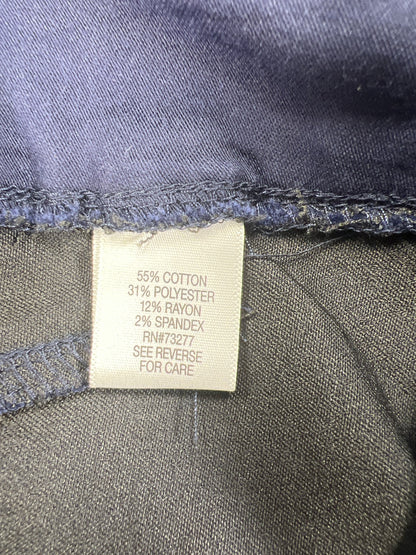 55% COTTON
31% POLYESTER
12% RAYON
2% SPANDEX
RN#73277
SEE REVERSE
FOR CARE